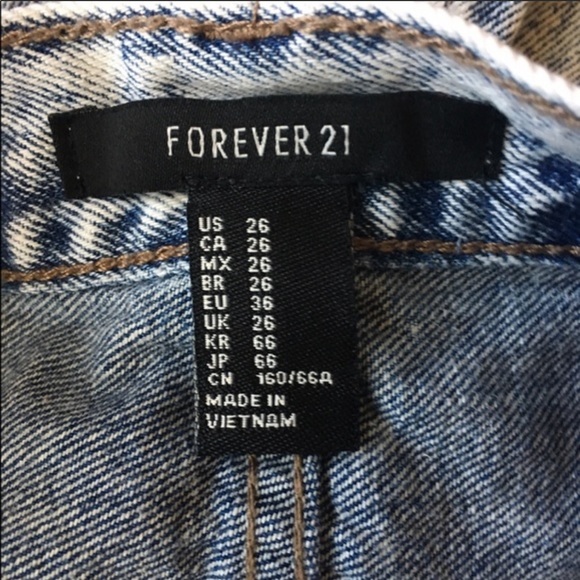 FOREVER 21
US 26
CA 26
MX 26
BR 26
EU 36
UK 26
KR 66
JP 66
CN 160/66A
MADE IN
VIETNAM